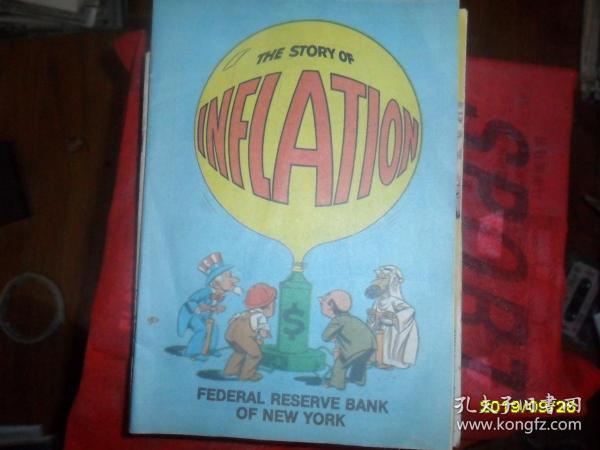 THE STORY OF
INFLATION
$
FEDERAL RESERVE BANK
OF NEW YORK
SPORT
孔夫子旧书网
2019/09/28
www.kongfz.com